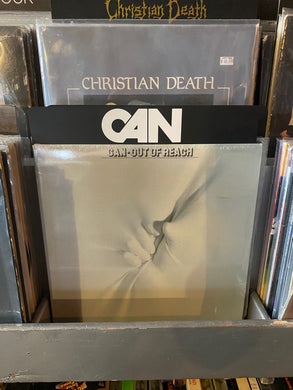 Christian Death
CHRISTIAN DEATH
CAN
CAN-OUT OF REACH